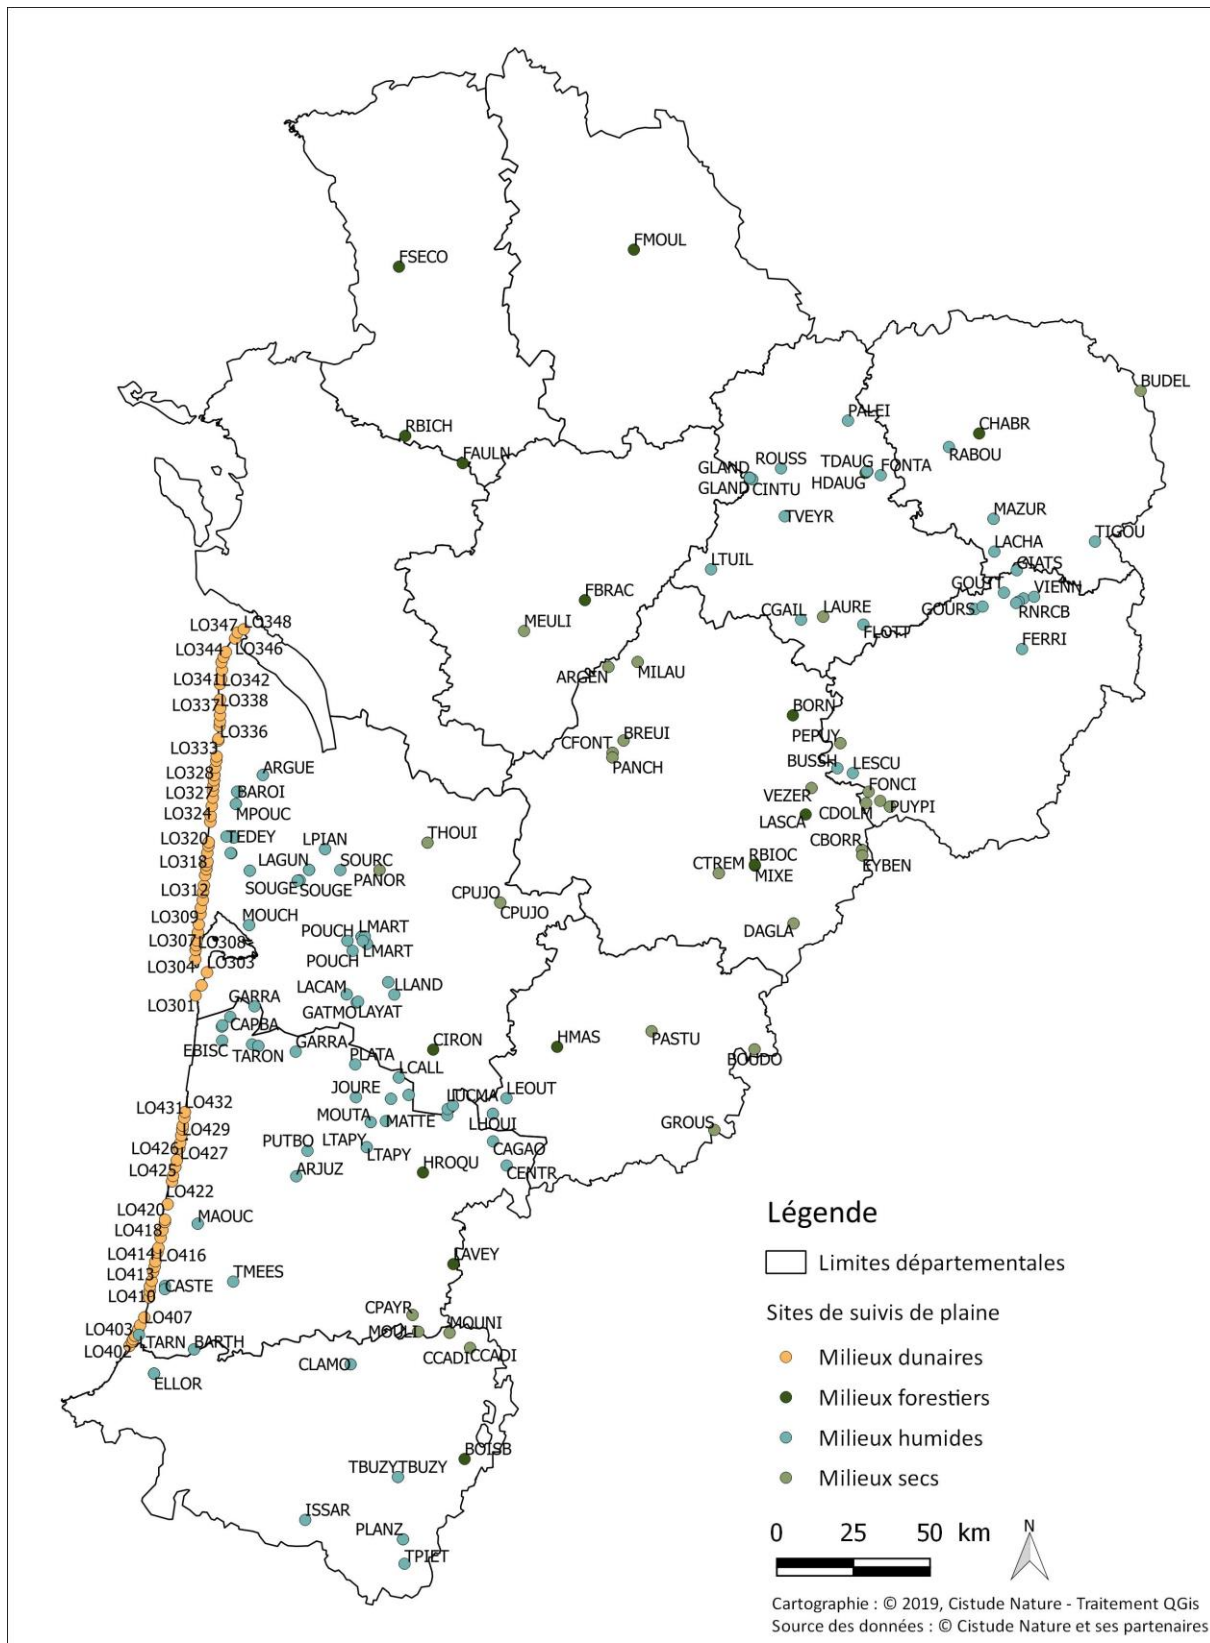 FMOUL
FSECO
BUDEL
PALEI
CHABR
RBICH
RABOU
FAULN
ROUSS
TDAUG
FONTA
GLAND
HDAUG
GLAND
CINTU
TVEYR
MAZUR
TIGOU
LACHA
LTUIL
GIATS
GOUTT
VIENN
FBRAC
GOURS
RNRCB
CGAIL
LAURE
FLOTT
MEULI
LO347
LO348
FERRI
LO344
LO346
ARGEN
MILAU
LO341
LO342
LO337
LO338
BORN
LO336
BREUI
PEPUY
CFONT
LO333
BUSSH
LESCU
PANCH
ARGUE
LO328
FONCI
BAROI
VEZER
LO327
PUYPI
MPOUC
CDOLM
LO324
LASCA
TEDEY
LPIAN
THOUI
CBORR
LO320
LO318
LAGUN
SOURC
RBIOC
EYBEN
CTREM
PANOR
MIXE
SOUGE
SOUGE
LO312
CPUJO
CPUJO
LO309
MOUCH
LMART
POUCH
DAGLA
LO307
LO308
LMART
POUCH
LO304
LO303
LLAND
LACAM
GARRA
LO301
GATMO
LAYAT
CAPBA
HMAS
PASTU
CIRON
GARRA
EBISC
TARON
PLATA
BOUDO
LCALL
JOURE
LEOUT
LUCMA
LO431
LO432
MOUTA
MATTE
LHOUI
LO429
GROUS
PUTBO
LTAPY
LO426
LO427
CAGAO
LTAPY
LO425
ARJUZ
HROQU
CENTR
LO422
LO420
MAOUC
LO418
LO414
LO416
LAVEY
LO413
CASTE
TMEES
LO410
CPAYR
LO407
LO403
MOULI
MOUNI
LTARN
BARTH
LO402
CCADI
CCADI
CLAMO
ELLOR
BOISB
TBUZY
TBUZY
ISSAR
PLANZ
TPIET
Légende
Limites départementales
Sites de suivis de plaine
Milieux dunaires
Milieux forestiers
Milieux humides
Milieux secs
0 25 50 km
N
Cartographie : © 2019, Cistude Nature - Traitement QGis
Source des données : © Cistude Nature et ses partenaires